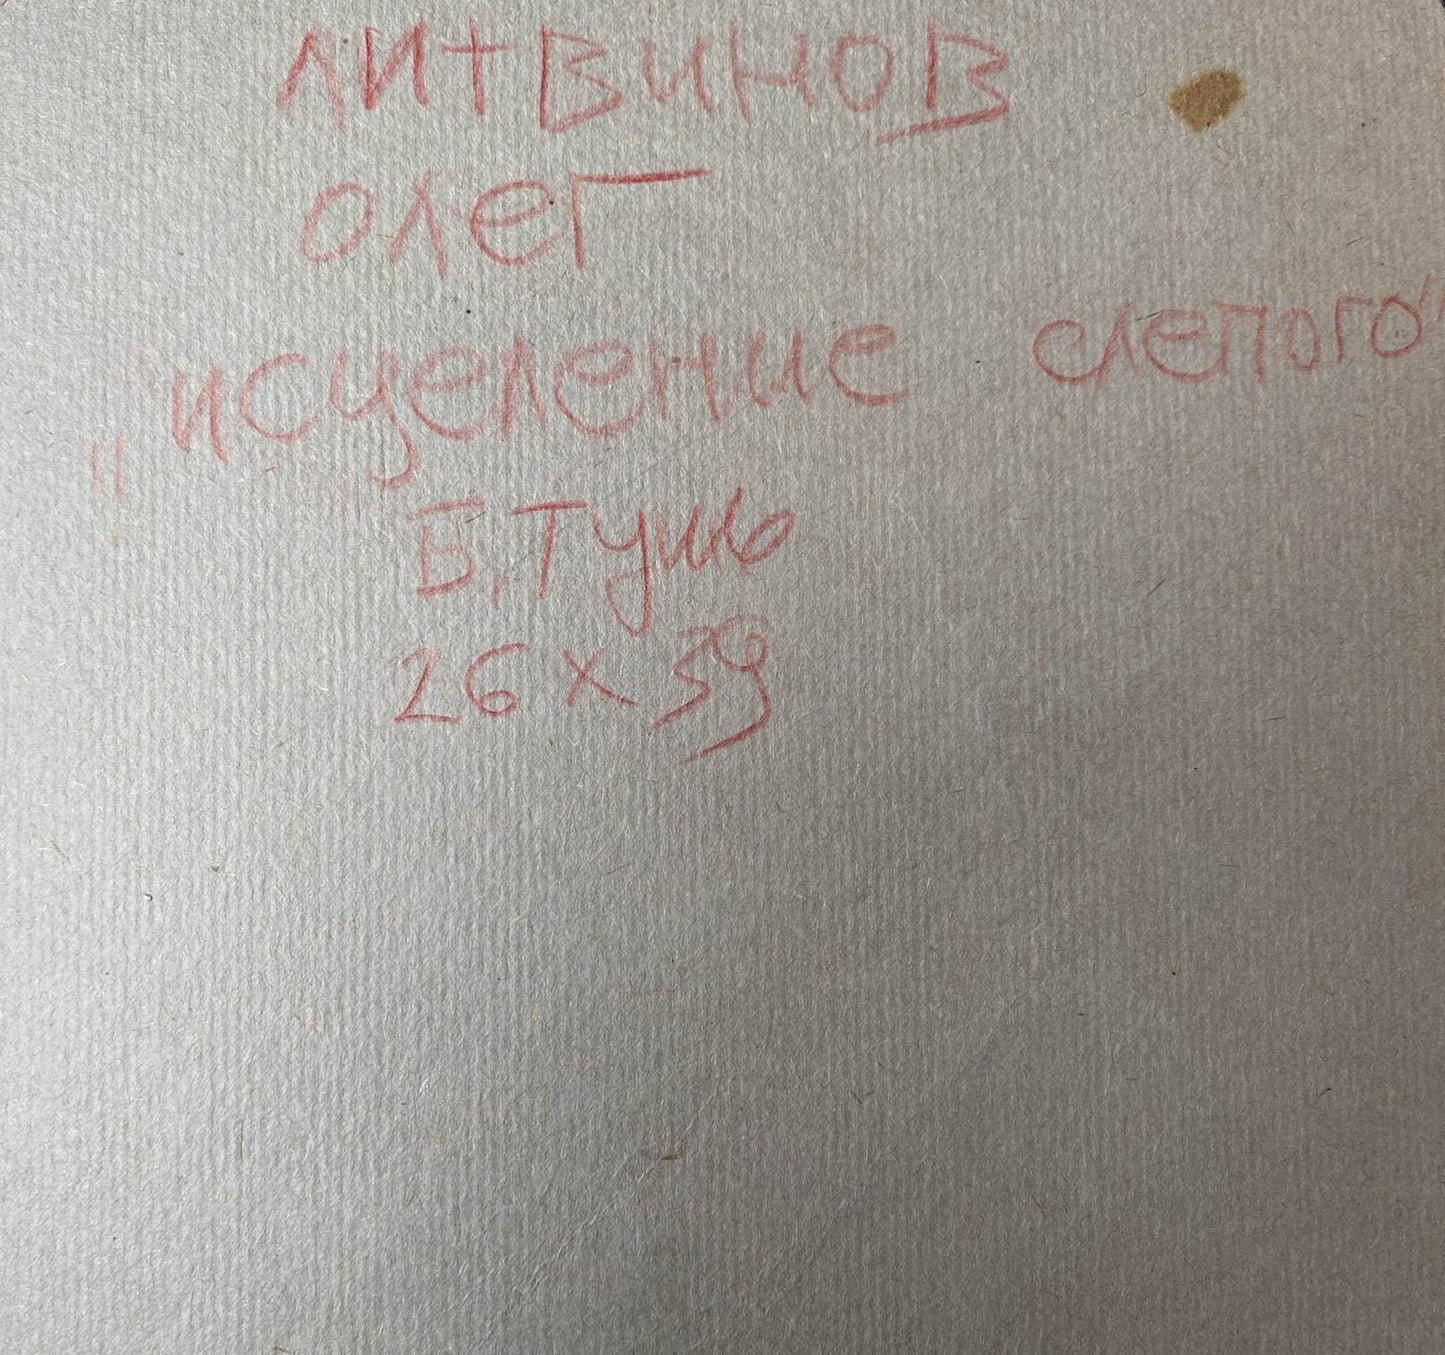 ЛИТВИНОВ
ОЛЕГ
„ИСЦЕЛЕНИЕ СЛЕПОГО"
Б, ТУШЬ
26 х 39